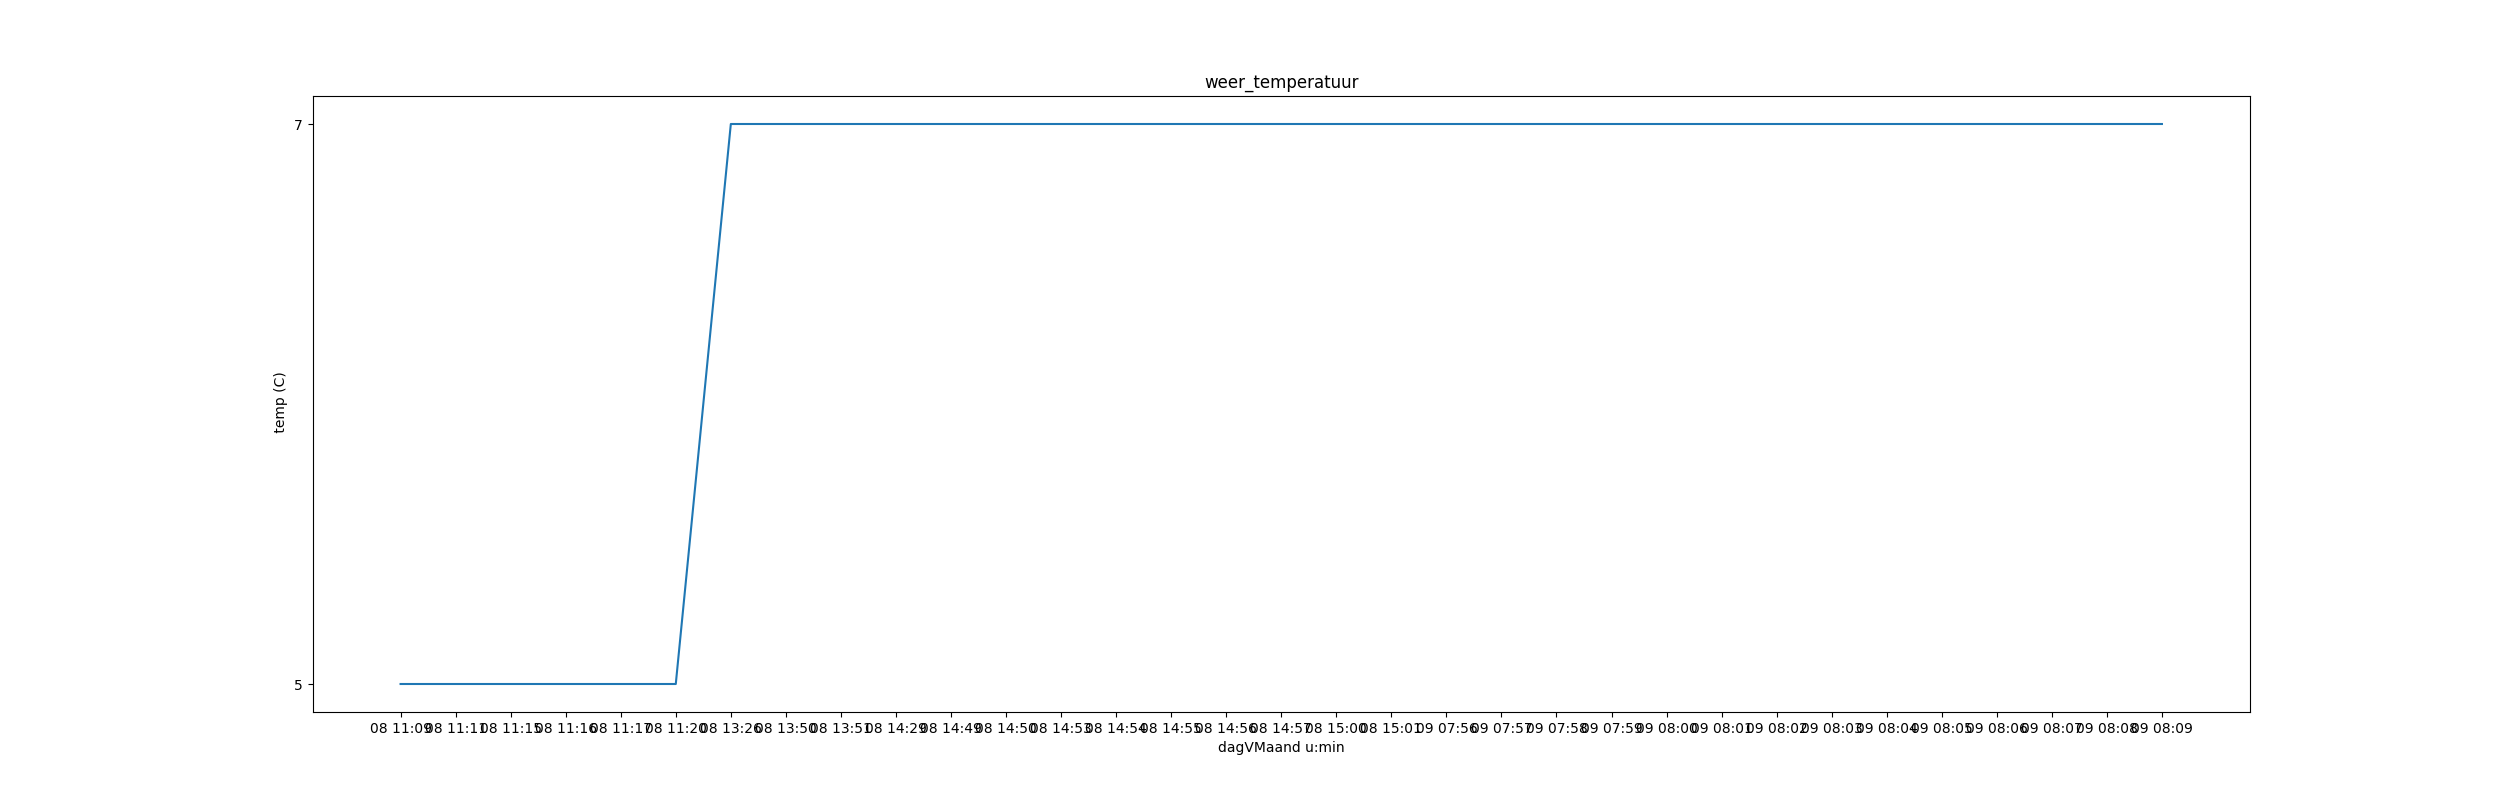 weer_temperatuur
7
temp (C)
5
08 11:09 08 11:11 08 11:15 08 11:16 08 11:17 08 11:20 08 13:26 08 13:50 08 13:51 08 14:29 08 14:49 08 14:50 08 14:53 08 14:54 08 14:55 08 14:56 08 14:57 08 15:00 08 15:01 09 07:56 09 07:57 09 07:58 09 07:59 09 08:00 09 08:01 09 08:02 09 08:03 09 08:04 09 08:05 09 08:06 09 08:07 09 08:08 09 08:09
dagVMaand u:min